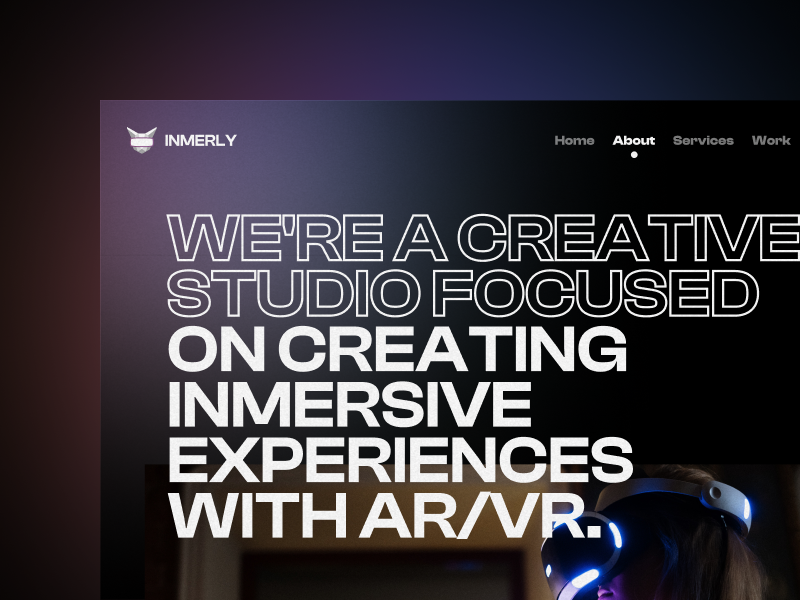 INMERLY
Home About Services Work
WE'RE A CREATIVE
STUDIO FOCUSED
ON CREATING
INMERSIVE
EXPERIENCES
WITH AR/VR.